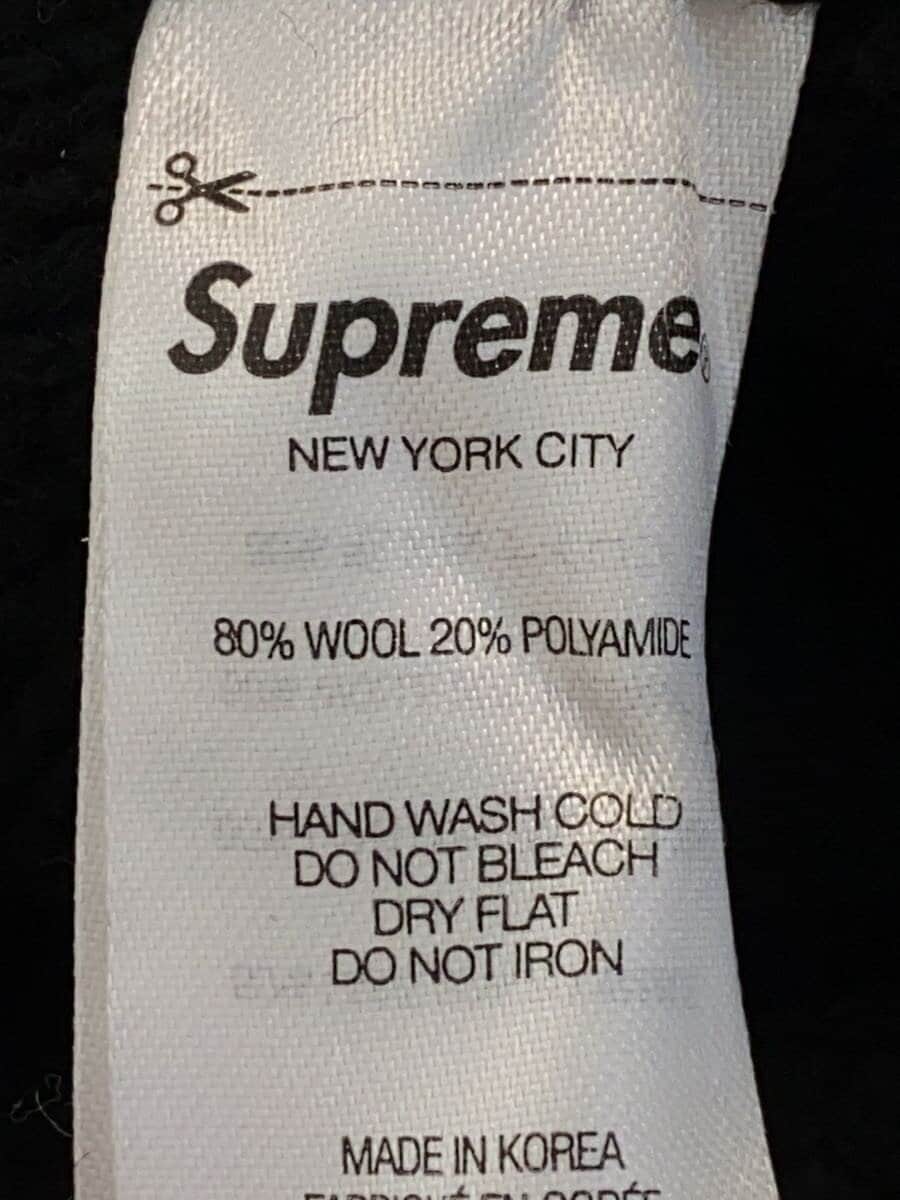 Supreme
NEW YORK CITY
80% WOOL 20% POLYAMIDE
HAND WASH COLD
DO NOT BLEACH
DRY FLAT
DO NOT IRON
MADE IN KOREA